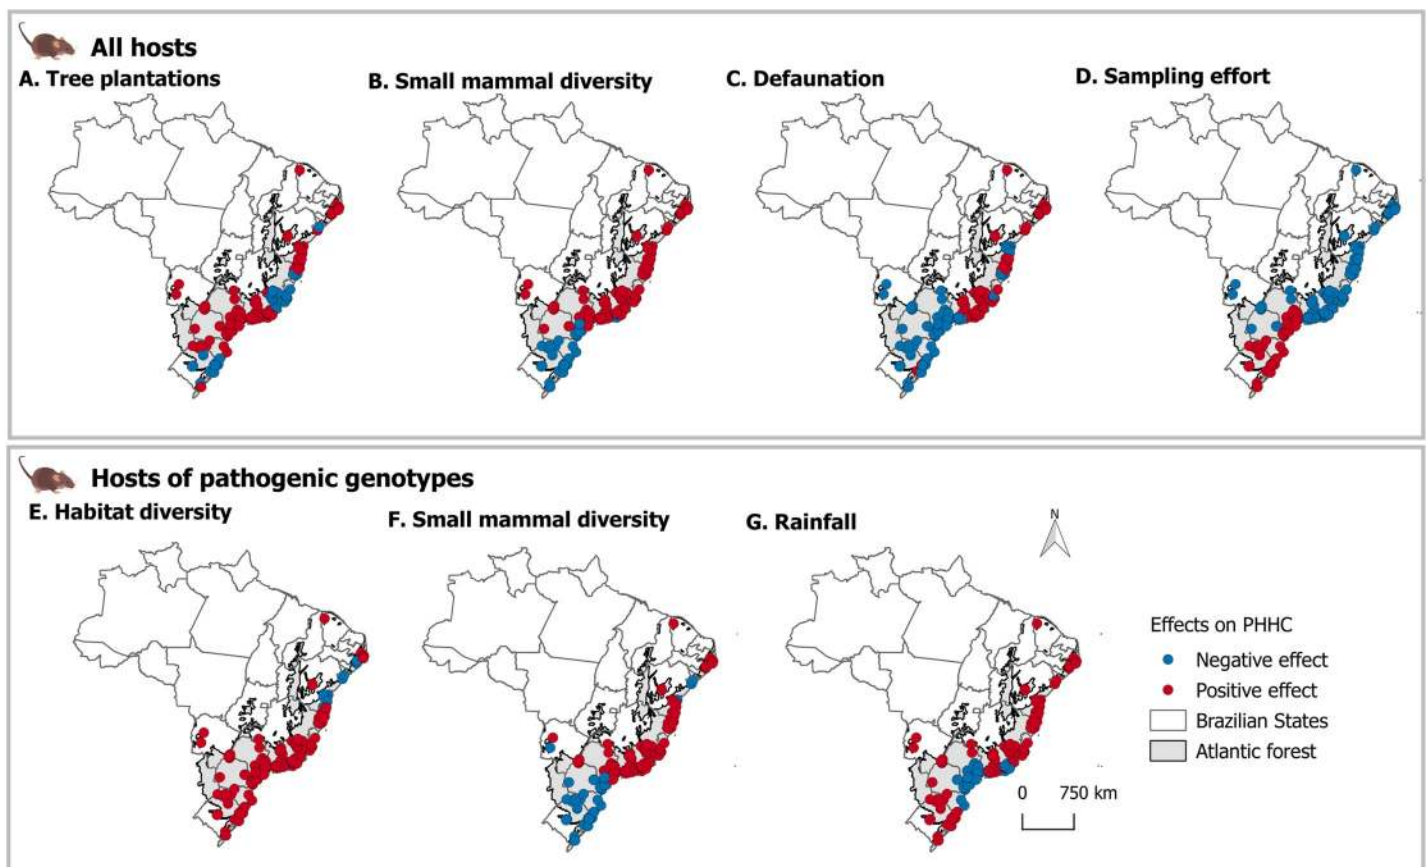 All hosts
A. Tree plantations
B. Small mammal diversity
C. Defaunation
D. Sampling effort
Hosts of pathogenic genotypes
E. Habitat diversity
F. Small mammal diversity
G. Rainfall
N
Effects on PHHC
Negative effect
Positive effect
Brazilian States
Atlantic forest
0 750 km